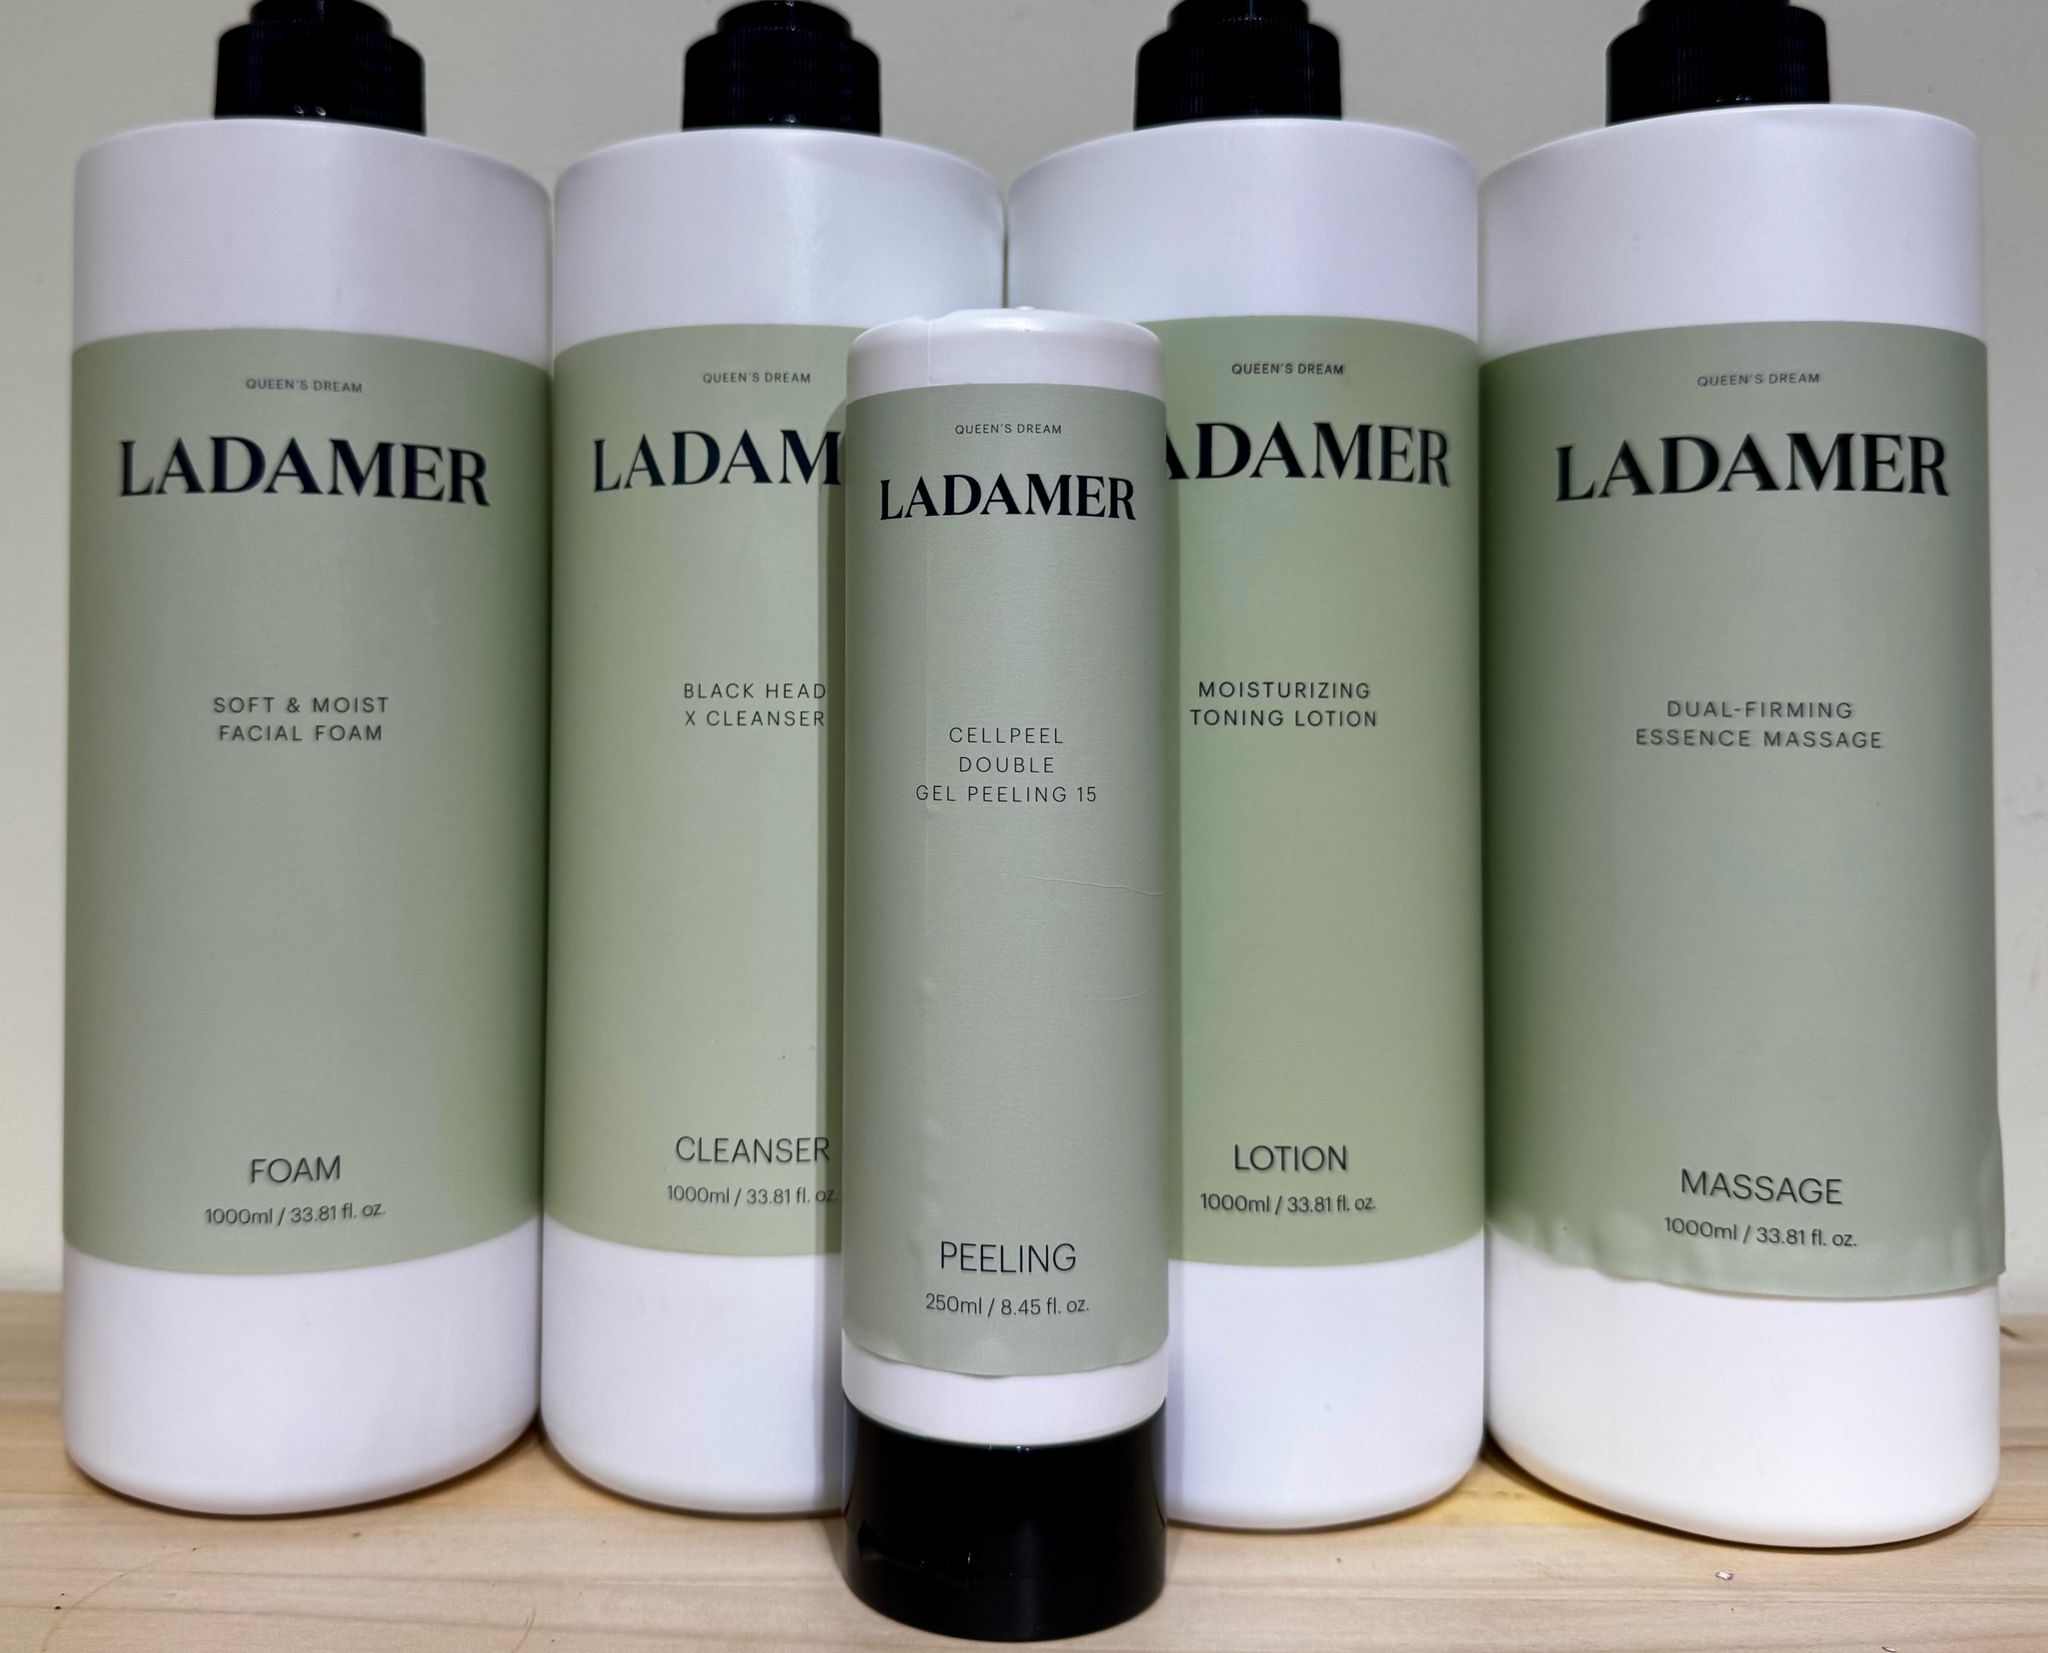 QUEEN'S DREAM
LADAMER
SOFT & MOIST
FACIAL FOAM
FOAM
1000ml / 33.81 fl. oz.
QUEEN'S DREAM
LADAM
BLACK HEAD
X CLEANSER
CLEANSER
1000ml / 33.81 fl. oz.
QUEEN'S DREAM
LADAMER
CELLPEEL
DOUBLE
GEL PEELING 15
PEELING
250ml / 8.45 fl. oz.
QUEEN'S DREAM
ADAMER
MOISTURIZING
TONING LOTION
LOTION
1000ml / 33.81 fl. oz.
QUEEN'S DREAM
LADAMER
DUAL-FIRMING
ESSENCE MASSAGE
MASSAGE
1000ml / 33.81 fl. oz.